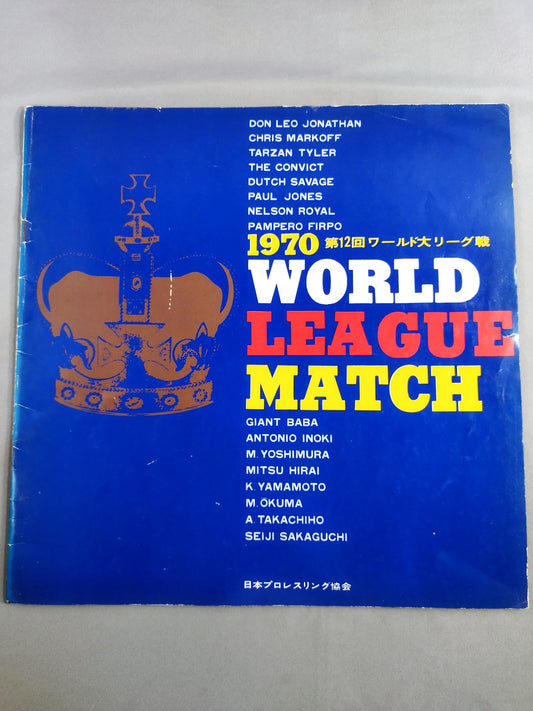 DON LEO JONATHAN
CHRIS MARKOFF
TARZAN TYLER
THE CONVICT
DUTCH SAVAGE
PAUL JONES
NELSON ROYAL
PAMPERO FIRPO
1970 第12回ワールド大リーグ戦
WORLD
LEAGUE
MATCH
GIANT BABA
ANTONIO INOKI
M. YOSHIMURA
MITSU HIRAI
K. YAMAMOTO
M. ŌKUMA
A. TAKACHIHO
SEIJI SAKAGUCHI
日本プロレスリング協会